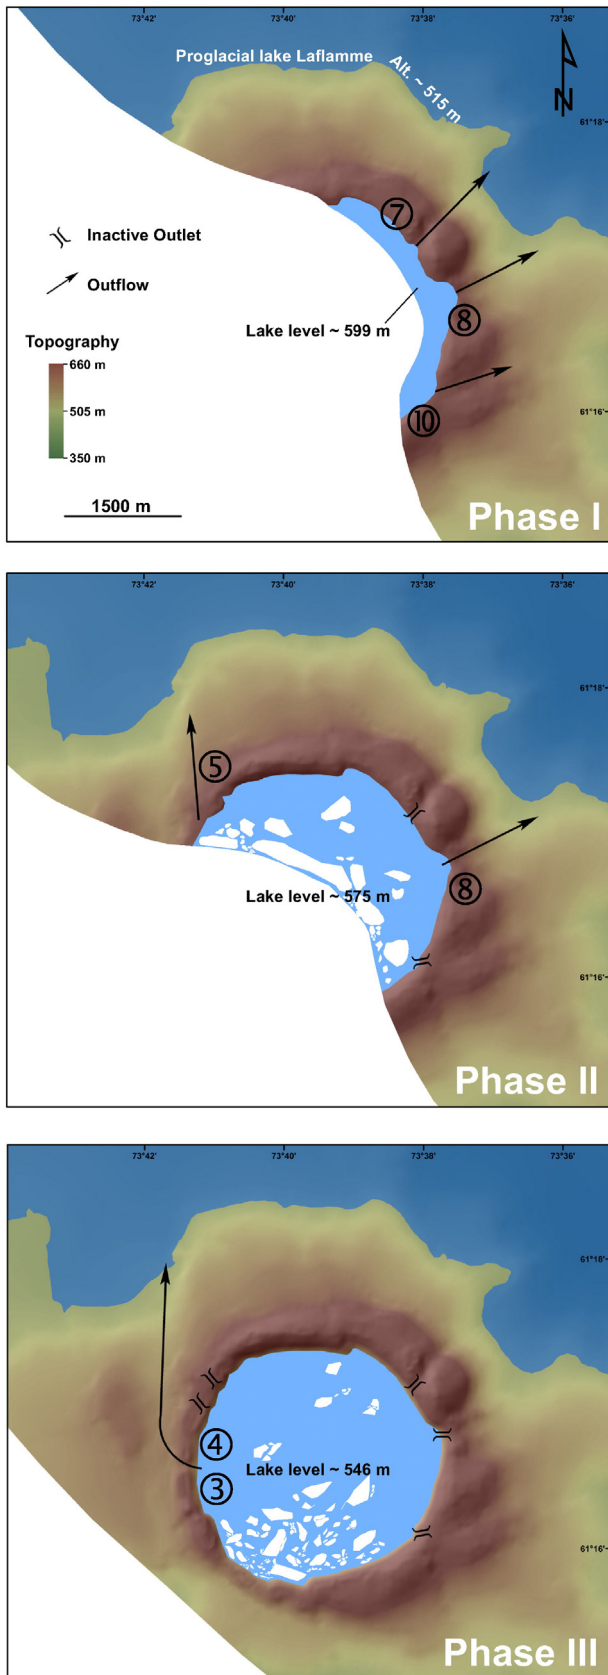 73°42'
73°40'
73°38'
73°36'
Proglacial lake Laflamme
Alt. ~ 515 m
N
61°18'
⑦
Inactive Outlet
Outflow
Lake level ~ 599 m
⑧
Topography
660 m
505 m
350 m
⑩
61°16'
1500 m
Phase I
73°42'
73°40'
73°38'
73°36'
61°18'
⑤
⑧
Lake level ~ 575 m
61°16'
Phase II
73°42'
73°40'
73°38'
73°36'
61°18'
④
Lake level ~ 546 m
③
61°16'
Phase III